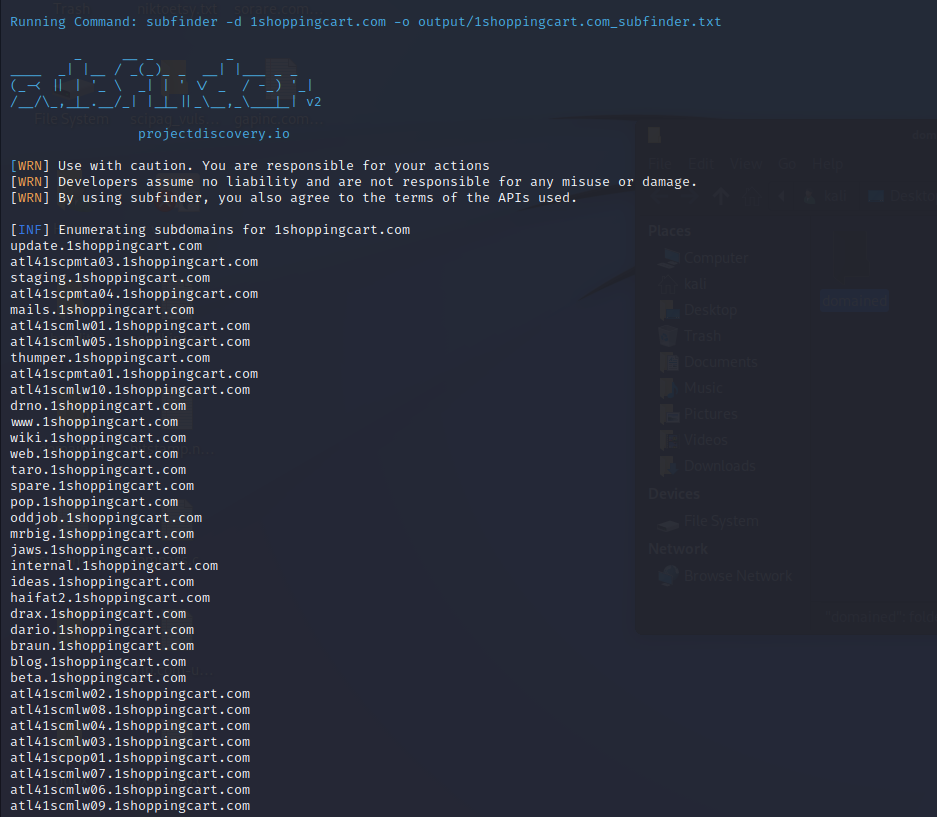 Running Command: subfinder -d 1shoppingcart.com -o output/1shoppingcart.com_subfinder.txt
v2
projectdiscovery.io
[WRN] Use with caution. You are responsible for your actions
[WRN] Developers assume no liability and are not responsible for any misuse or damage.
[WRN] By using subfinder, you also agree to the terms of the APIs used.
[INF] Enumerating subdomains for 1shoppingcart.com
update.1shoppingcart.com
atl41scpmta03.1shoppingcart.com
staging.1shoppingcart.com
atl41scpmta04.1shoppingcart.com
mails.1shoppingcart.com
atl41scmlw01.1shoppingcart.com
atl41scmlw05.1shoppingcart.com
thumper.1shoppingcart.com
atl41scpmta01.1shoppingcart.com
atl41scmlw10.1shoppingcart.com
drno.1shoppingcart.com
www.1shoppingcart.com
wiki.1shoppingcart.com
web.1shoppingcart.com
taro.1shoppingcart.com
spare.1shoppingcart.com
pop.1shoppingcart.com
oddjob.1shoppingcart.com
mrbig.1shoppingcart.com
jaws.1shoppingcart.com
internal.1shoppingcart.com
ideas.1shoppingcart.com
haifat2.1shoppingcart.com
drax.1shoppingcart.com
dario.1shoppingcart.com
braun.1shoppingcart.com
blog.1shoppingcart.com
beta.1shoppingcart.com
atl41scmlw02.1shoppingcart.com
atl41scmlw08.1shoppingcart.com
atl41scmlw04.1shoppingcart.com
atl41scmlw03.1shoppingcart.com
atl41scpop01.1shoppingcart.com
atl41scmlw07.1shoppingcart.com
atl41scmlw06.1shoppingcart.com
atl41scmlw09.1shoppingcart.com
File Edit View Go Help
kali
Places
Computer
kali
Desktop
Trash
Documents
Music
Pictures
Videos
Downloads
Devices
File System
Network
Browse Network
domained
File System